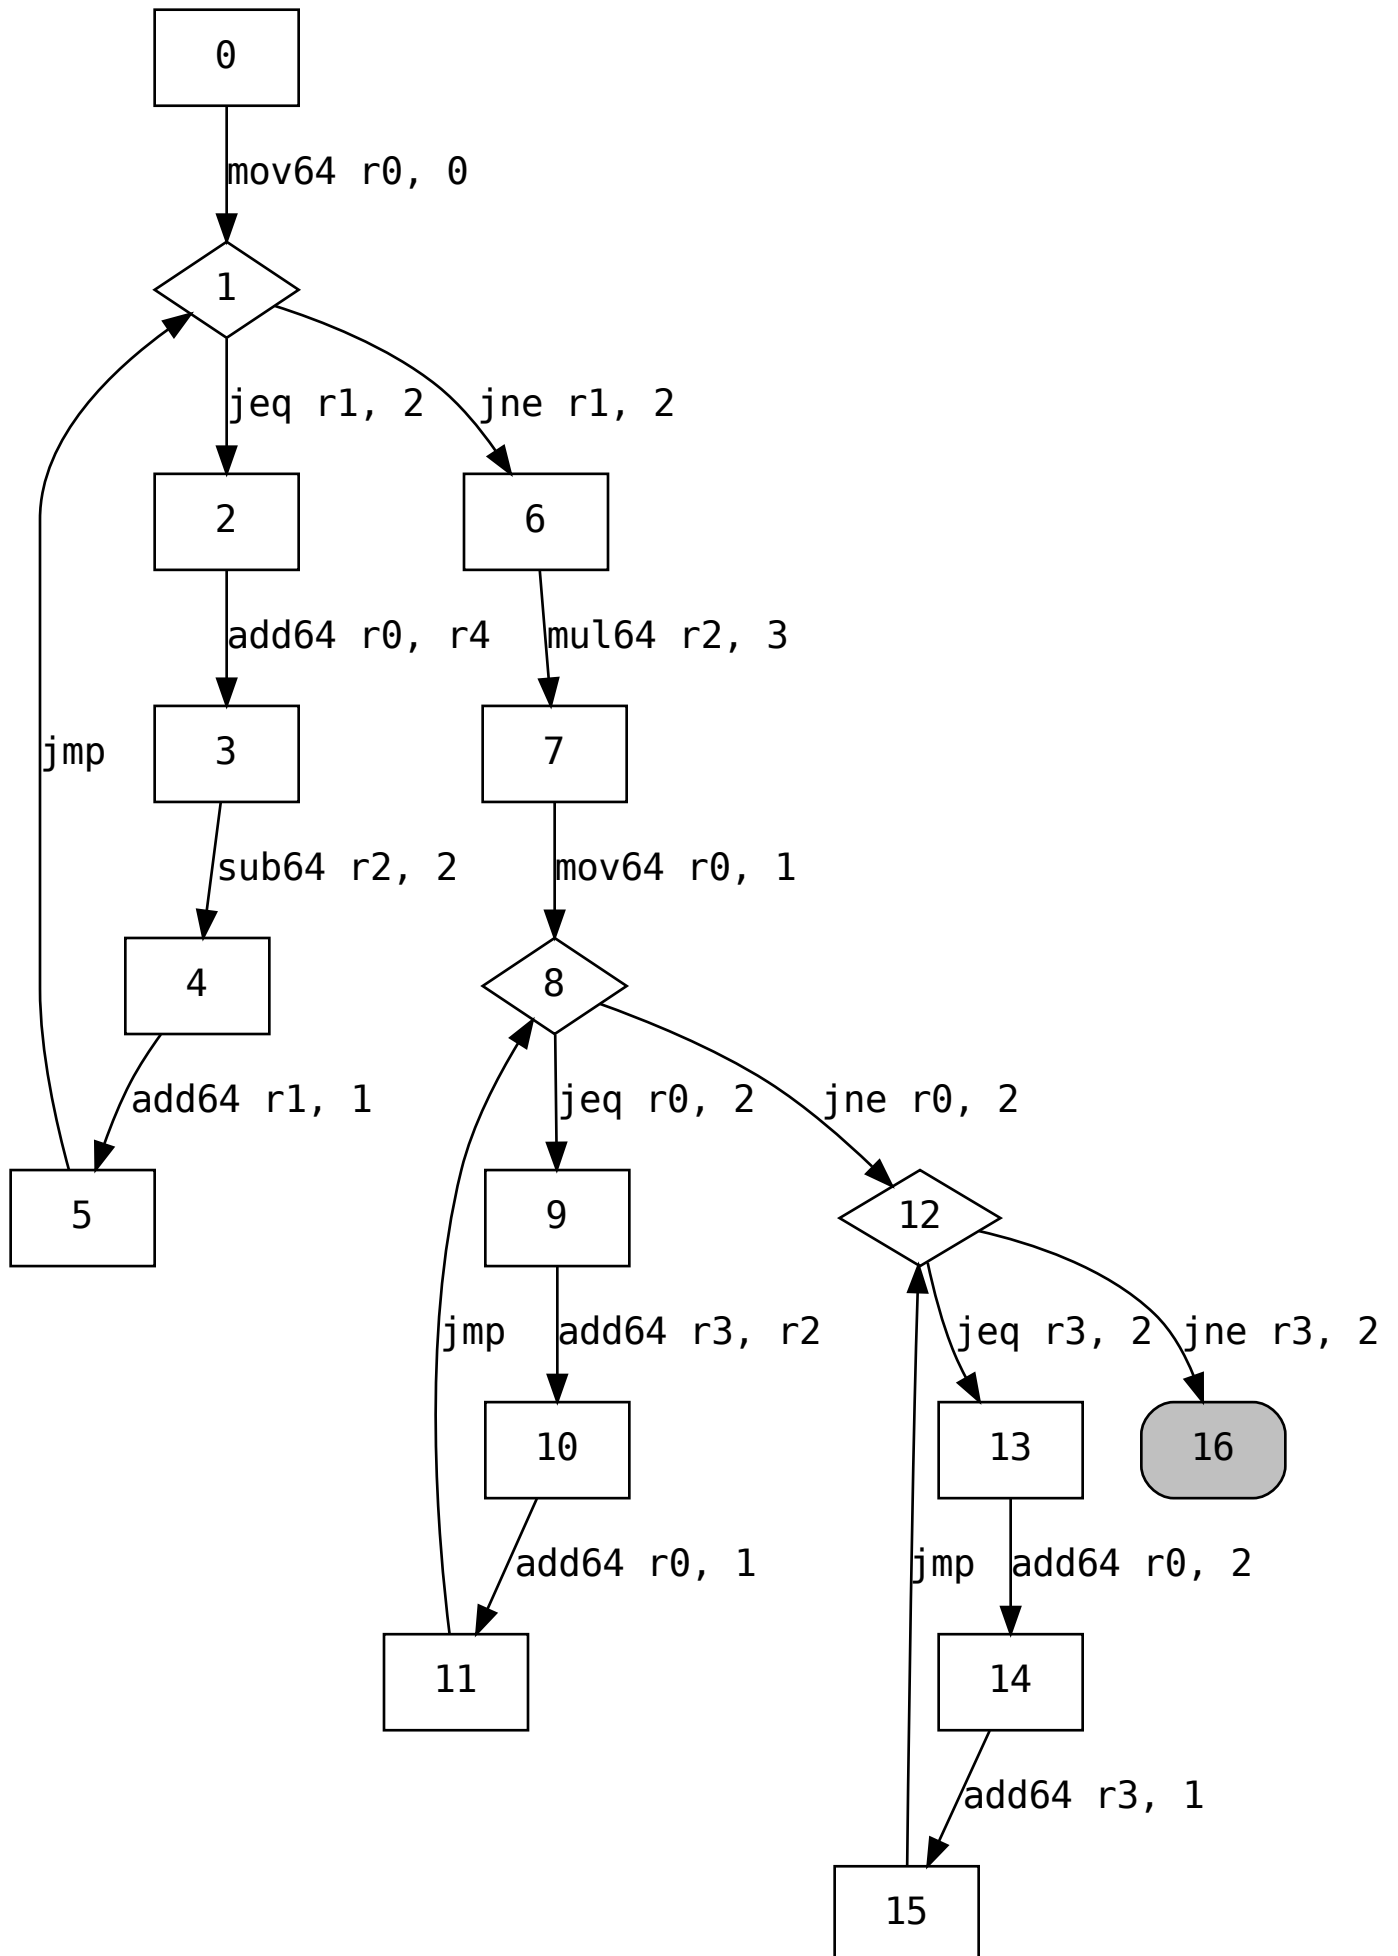 0
mov64 r0, 0
1
jeq r1, 2 jne r1, 2
2 6
add64 r0, r4 mul64 r2, 3
jmp 3 7
sub64 r2, 2 mov64 r0, 1
4 8
add64 r1, 1 jeq r0, 2 jne r0, 2
5 9 12
jmp add64 r3, r2 jeq r3, 2 jne r3, 2
10 13 16
add64 r0, 1 jmp add64 r0, 2
11 14
add64 r3, 1
15